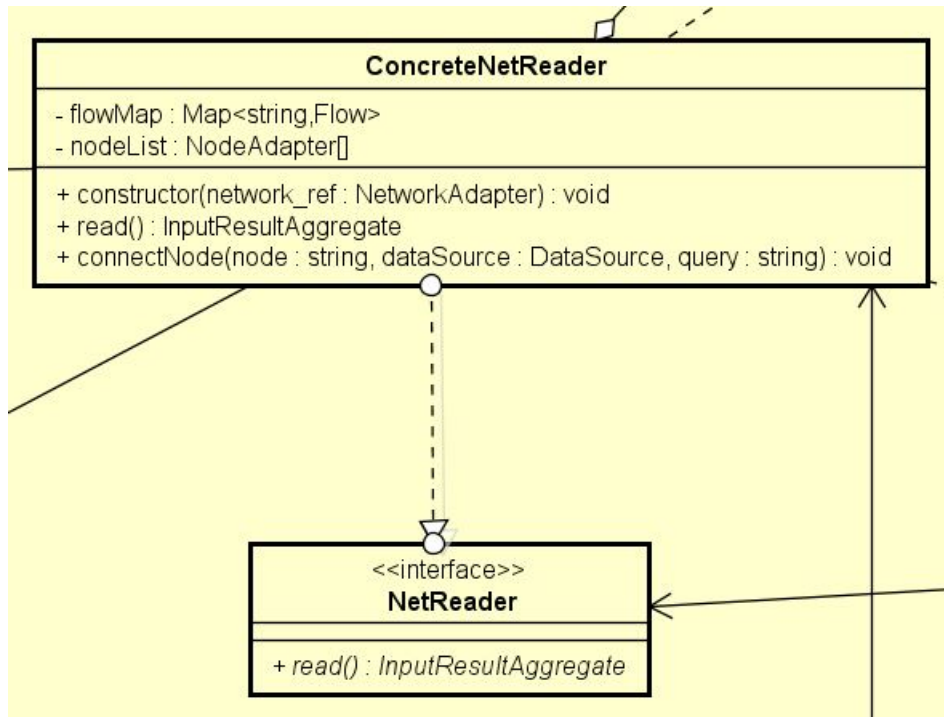 ConcreteNetReader
- flowMap : Map<string,Flow>
- nodeList : NodeAdapter[]
+ constructor(network_ref : NetworkAdapter) : void
+ read() : InputResultAggregate
+ connectNode(node : string, dataSource : DataSource, query : string) : void
<<interface>>
NetReader
+ read() : InputResultAggregate